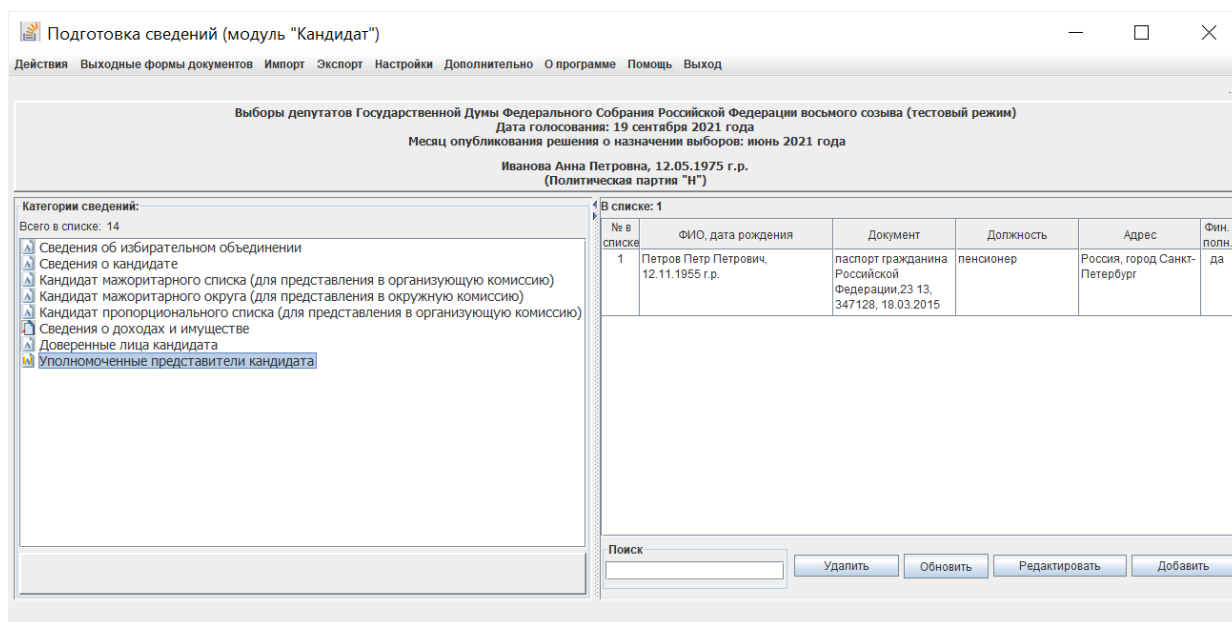 Подготовка сведений (модуль "Кандидат")
Действия Выходные формы документов Импорт Экспорт Настройки Дополнительно О программе Помощь Выход
Выборы депутатов Государственной Думы Федерального Собрания Российской Федерации восьмого созыва (тестовый режим)
Дата голосования: 19 сентября 2021 года
Месяц опубликования решения о назначении выборов: июнь 2021 года
Иванова Анна Петровна, 12.05.1975 г.р.
(Политическая партия "Н")
Категории сведений:
Всего в списке: 14
Сведения об избирательном объединении
Сведения о кандидате
Кандидат мажоритарного списка (для представления в организующую комиссию)
Кандидат мажоритарного округа (для представления в окружную комиссию)
Кандидат пропорционального списка (для представления в организующую комиссию)
Сведения о доходах и имуществе
Доверенные лица кандидата
Уполномоченные представители кандидата
В списке: 1
№ в списке
ФИО, дата рождения
Документ
Должность
Адрес
Фин. полн.
1
Петров Петр Петрович,
12.11.1955 г.р.
паспорт гражданина
Российской
Федерации,23 13,
347128, 18.03.2015
пенсионер
Россия, город Санкт-
Петербург
да
Поиск
Удалить Обновить Редактировать Добавить